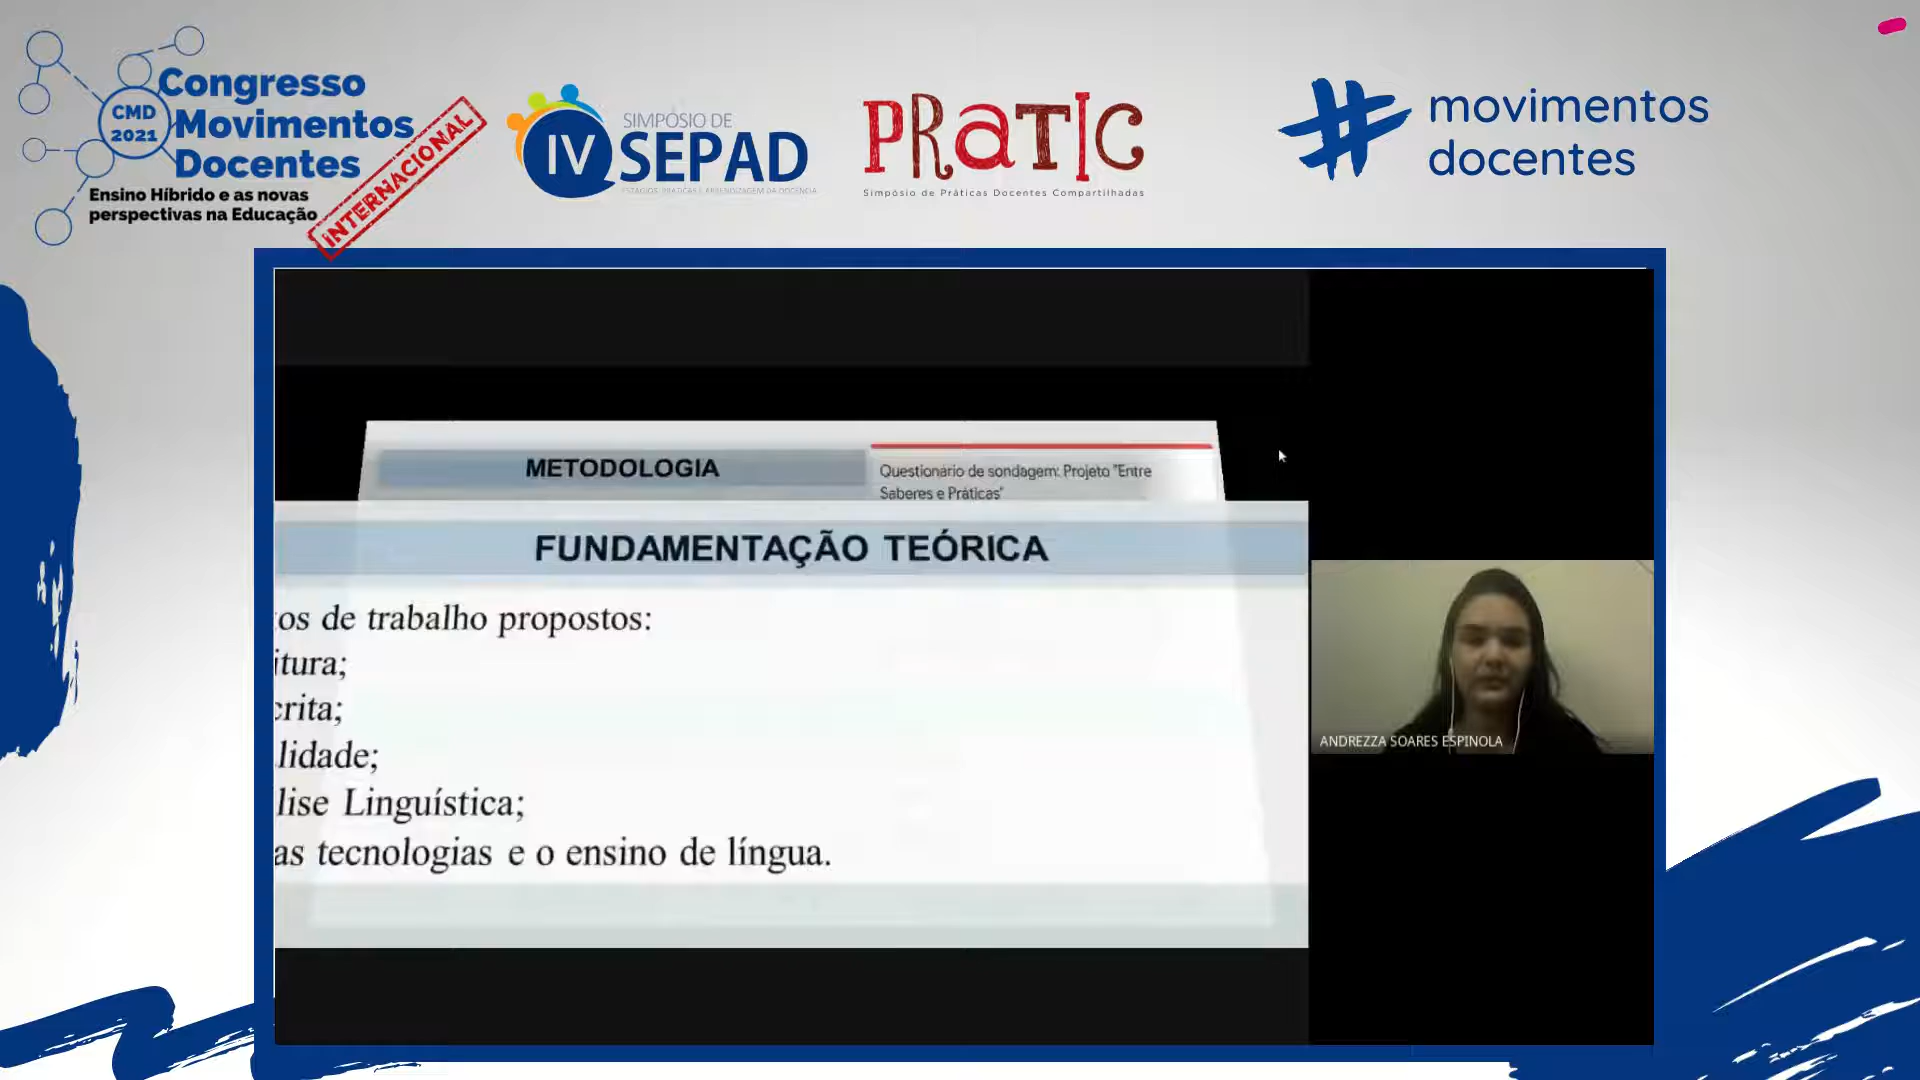 CMD
2021
Congresso
Movimentos
Docentes
Ensino Híbrido e as novas
perspectivas na Educação
INTERNACIONAL
IV
SIMPÓSIO DE
SEPAD
ESTÁGIOS, PRÁTICAS E APRENDIZAGEM DA DOCÊNCIA
PRATIC
Simpósio de Práticas Docentes Compartilhadas
movimentos
docentes
METODOLOGIA
Questionário de sondagem: Projeto "Entre
Saberes e Práticas"
FUNDAMENTAÇÃO TEÓRICA
os de trabalho propostos:
itura;
crita;
lidade;
lise Linguística;
as tecnologias e o ensino de língua.
ANDREZZA SOARES ESPINOLA